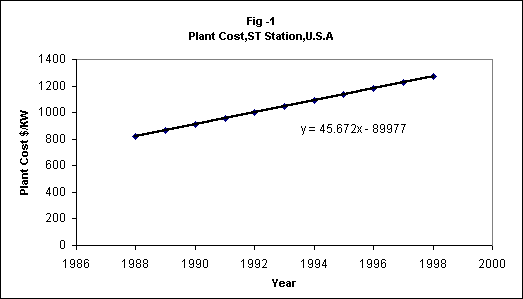 Fig -1
Plant Cost,ST Station,U.S.A
Plant Cost $/KW
1400
1200
1000
800
600
400
200
0
y = 45.672x - 89977
1986 1988 1990 1992 1994 1996 1998 2000
Year